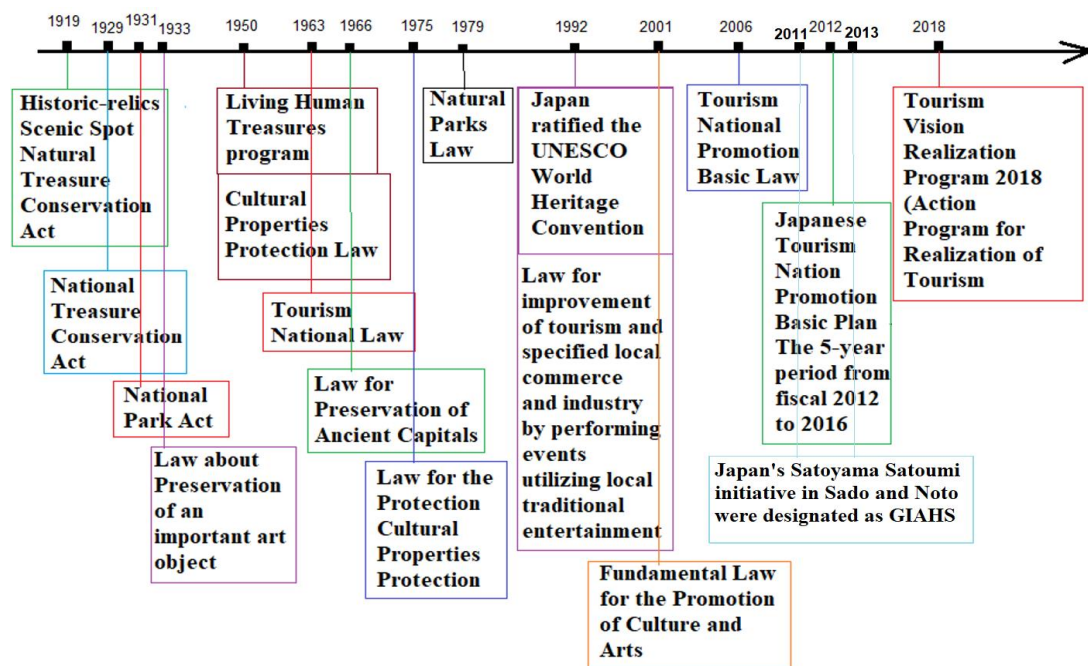 1919
1929
1931
1933
1950
1963
1966
1975
1979
1992
2001
2006
2011
2012
2013
2018
Historic-relics
Scenic Spot
Natural
Treasure
Conservation
Act
National
Treasure
Conservation
Act
National
Park Act
Law about
Preservation
of an
important art
object
Living Human
Treasures
program
Cultural
Properties
Protection Law
Tourism
National Law
Law for
Preservation of
Ancient Capitals
Law for the
Protection
Cultural
Properties
Protection
Natural
Parks
Law
Japan
ratified the
UNESCO
World
Heritage
Convention
Law for
improvement
of tourism and
specified local
commerce
and industry
by performing
events
utilizing local
traditional
entertainment
Fundamental Law
for the Promotion
of Culture and
Arts
Tourism
National
Promotion
Basic Law
Japanese
Tourism
Nation
Promotion
Basic Plan
The 5-year
period from
fiscal 2012
to 2016
Japan's Satoyama Satoumi
initiative in Sado and Noto
were designated as GIAHS
Tourism
Vision
Realization
Program 2018
(Action
Program for
Realization of
Tourism